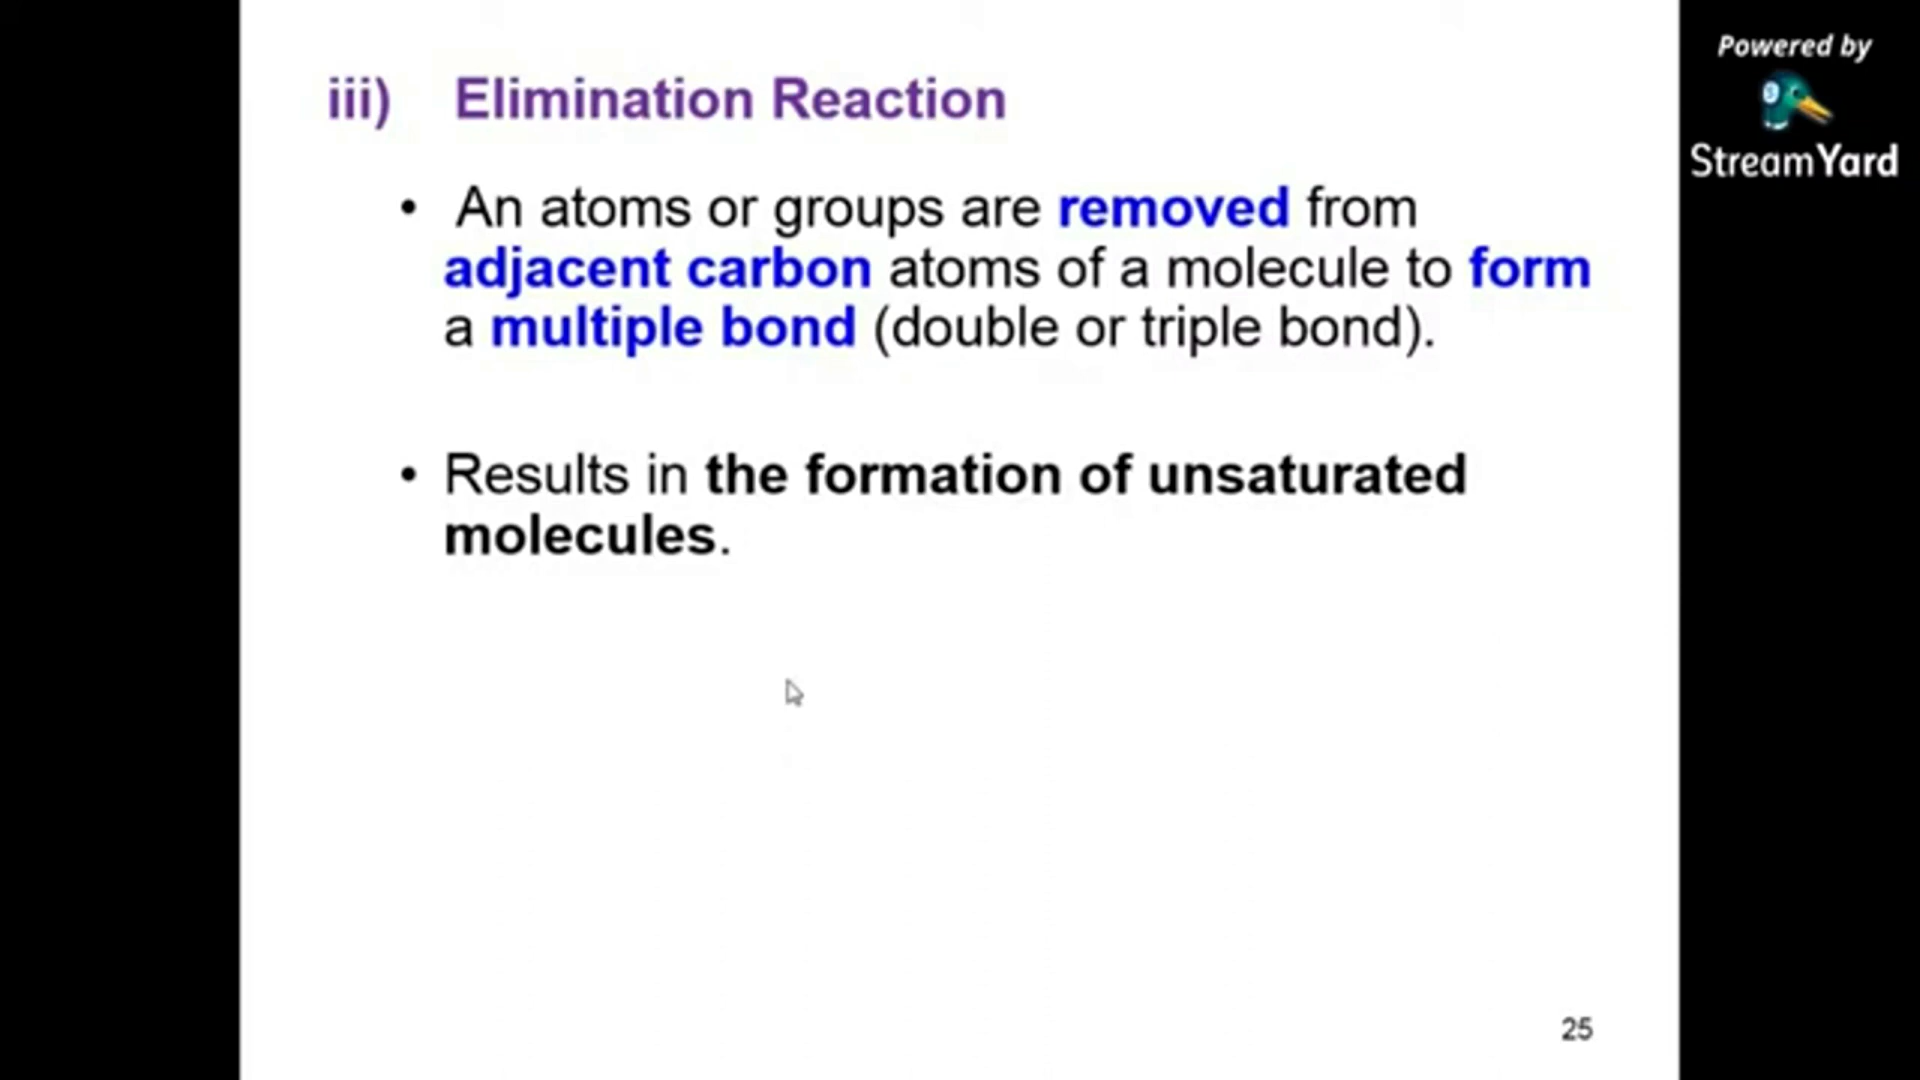 Powered by
StreamYard
iii) Elimination Reaction
• An atoms or groups are removed from
adjacent carbon atoms of a molecule to form
a multiple bond (double or triple bond).
• Results in the formation of unsaturated
molecules.
25